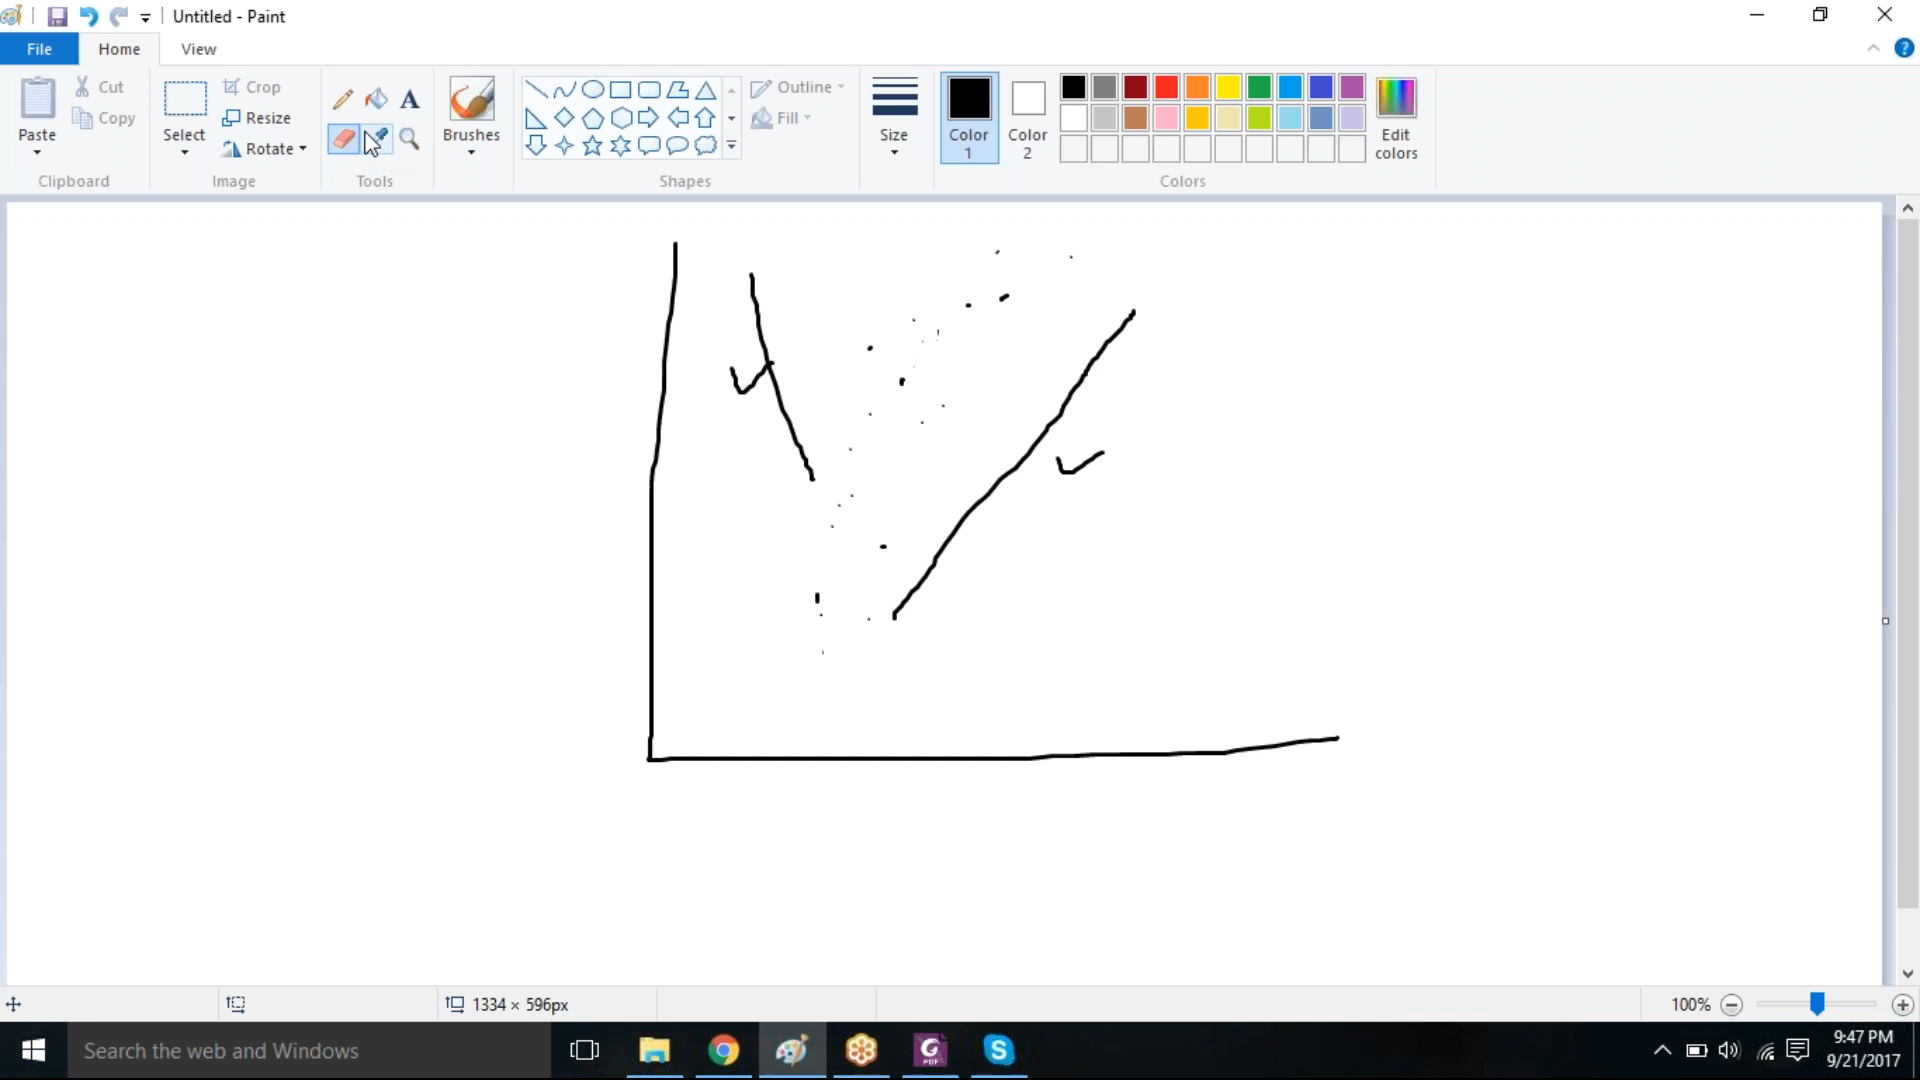 Untitled - Paint
File Home View
Paste
Cut
Copy
Clipboard
Select
Crop
Resize
Rotate
Image
A
Tools
Brushes
Shapes
Outline
Fill
Size
Color 1
Color 2
Edit colors
Colors
1334 × 596px
100%
Search the web and Windows
G
PDF
S
9:47 PM
9/21/2017